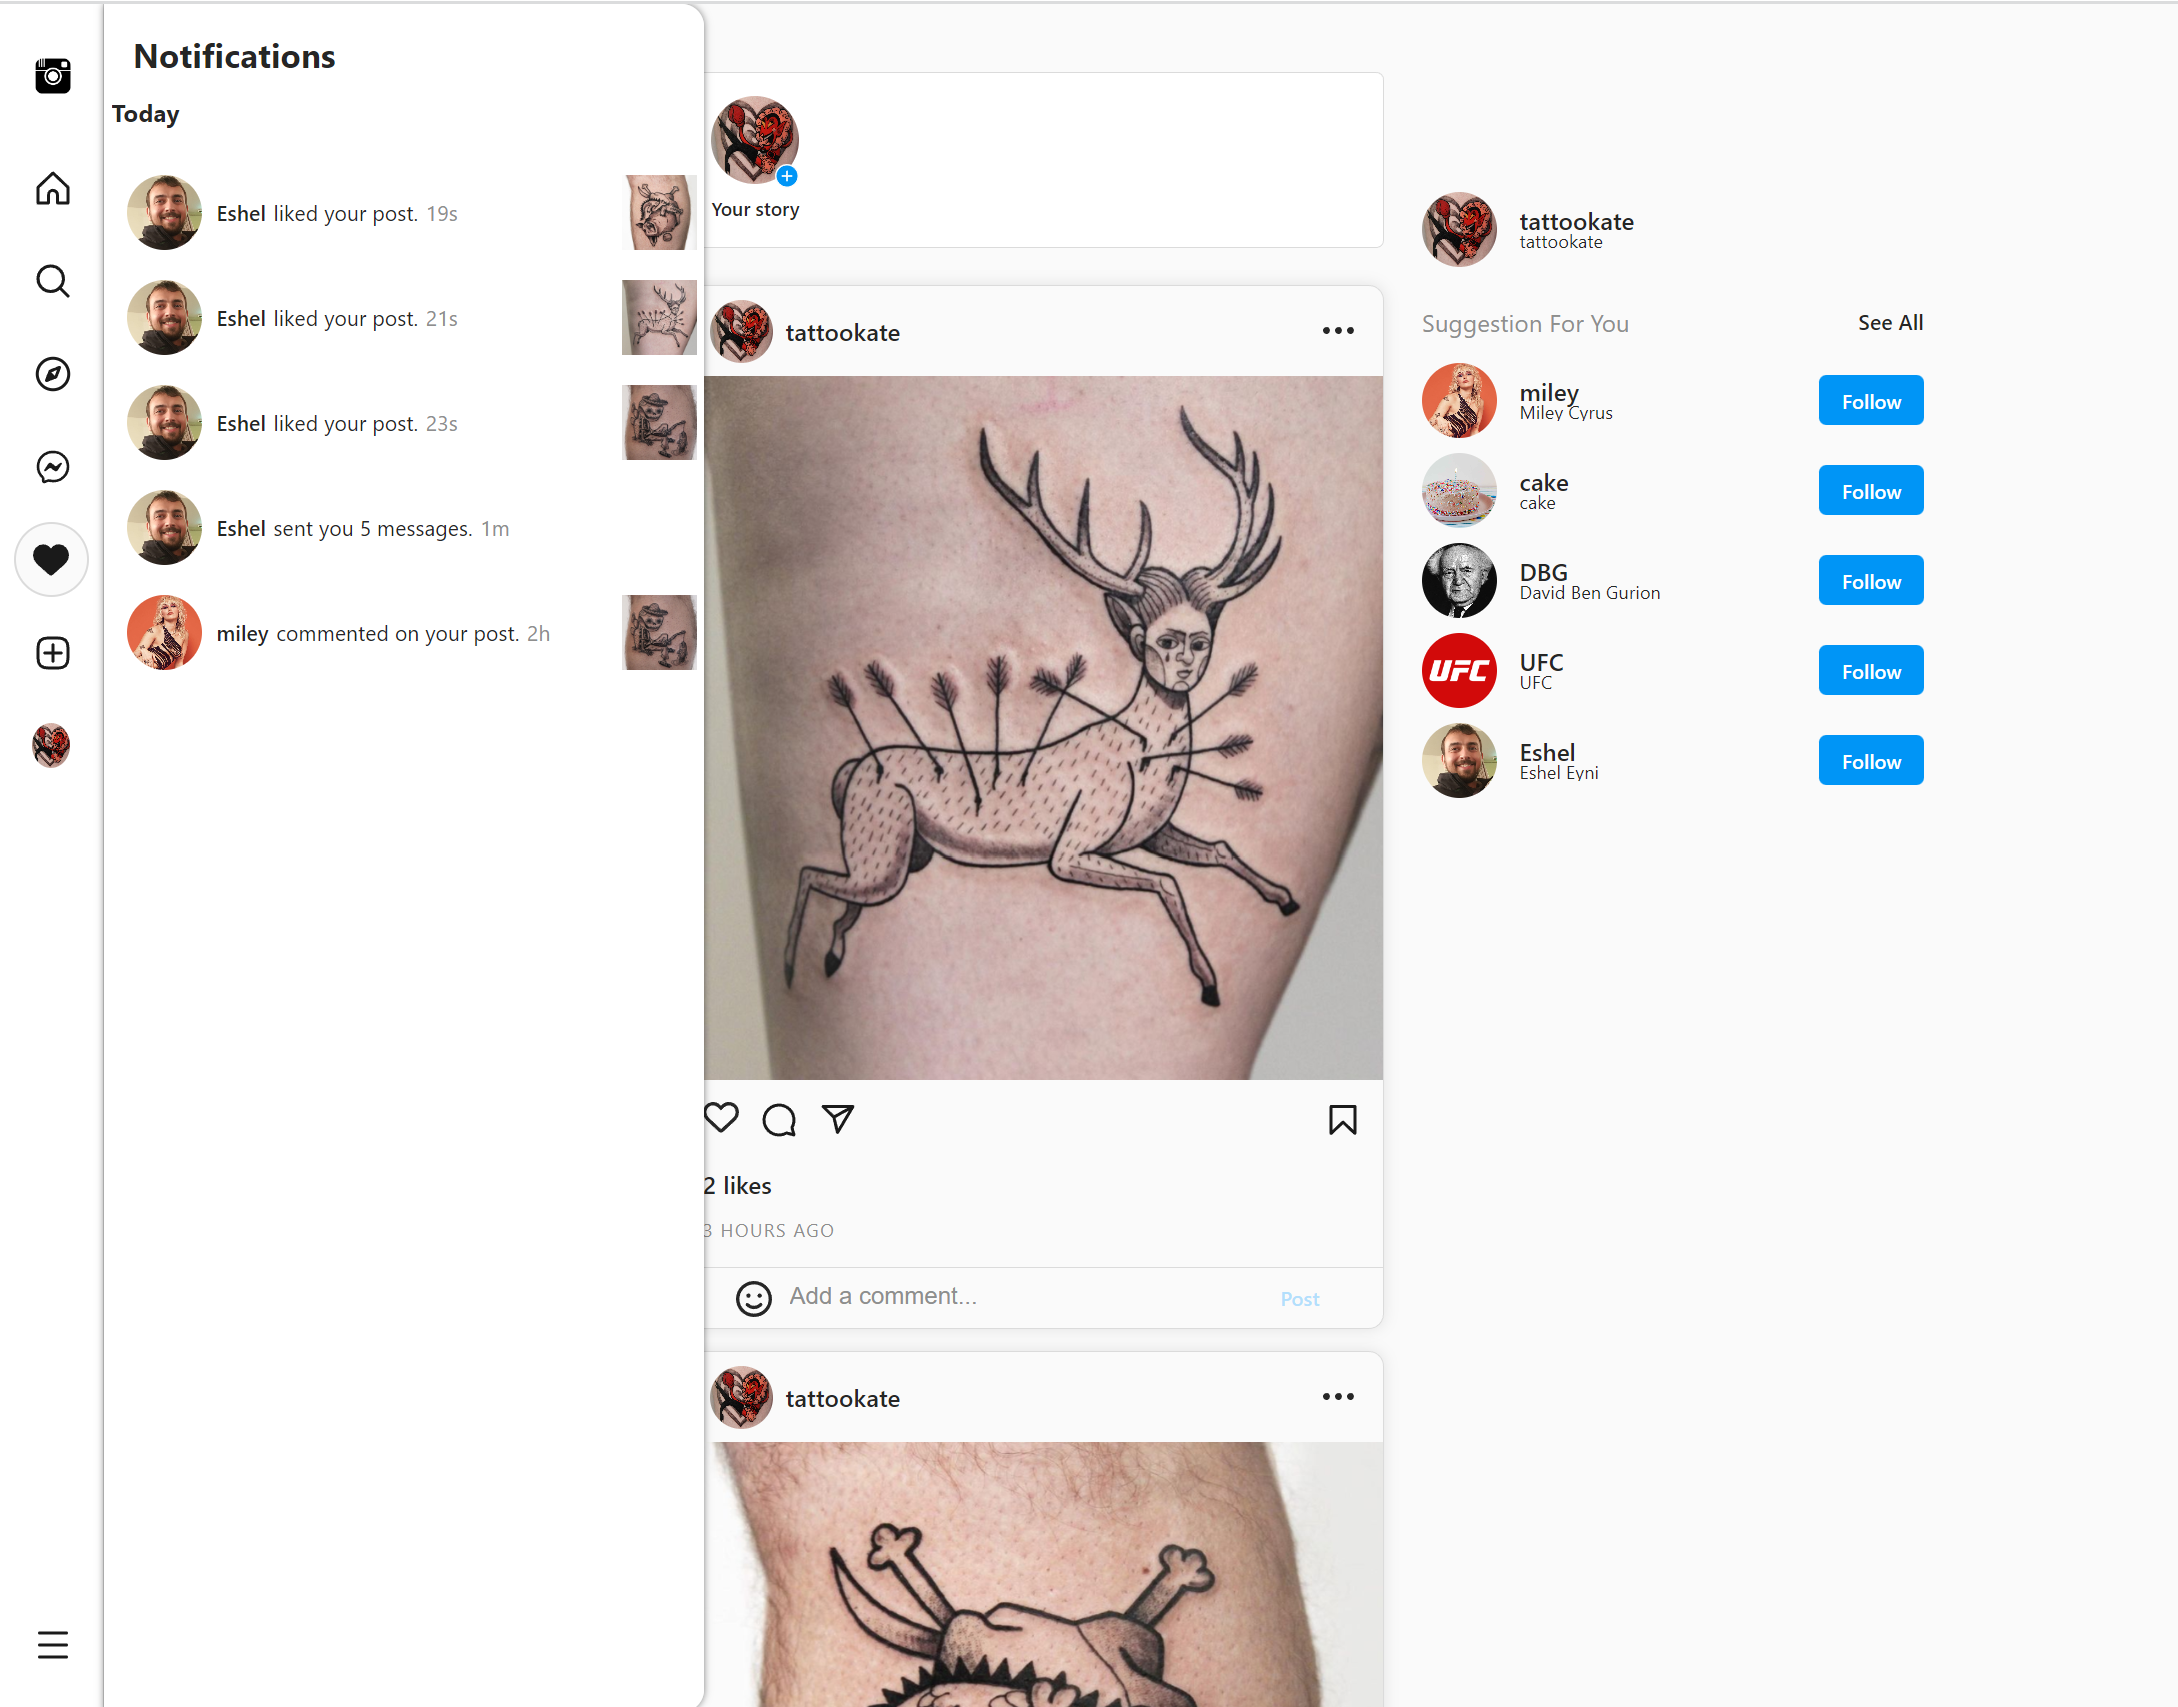 Notifications
Today
Eshel liked your post. 19s
Eshel liked your post. 21s
Eshel liked your post. 23s
Eshel sent you 5 messages. 1m
miley commented on your post. 2h
Your story
tattookate
2 likes
3 HOURS AGO
Add a comment...
Post
tattookate
tattookate
tattookate
Suggestion For You
See All
miley
Miley Cyrus
Follow
cake
cake
Follow
DBG
David Ben Gurion
Follow
UFC
UFC
UFC
Follow
Eshel
Eshel Eyni
Follow